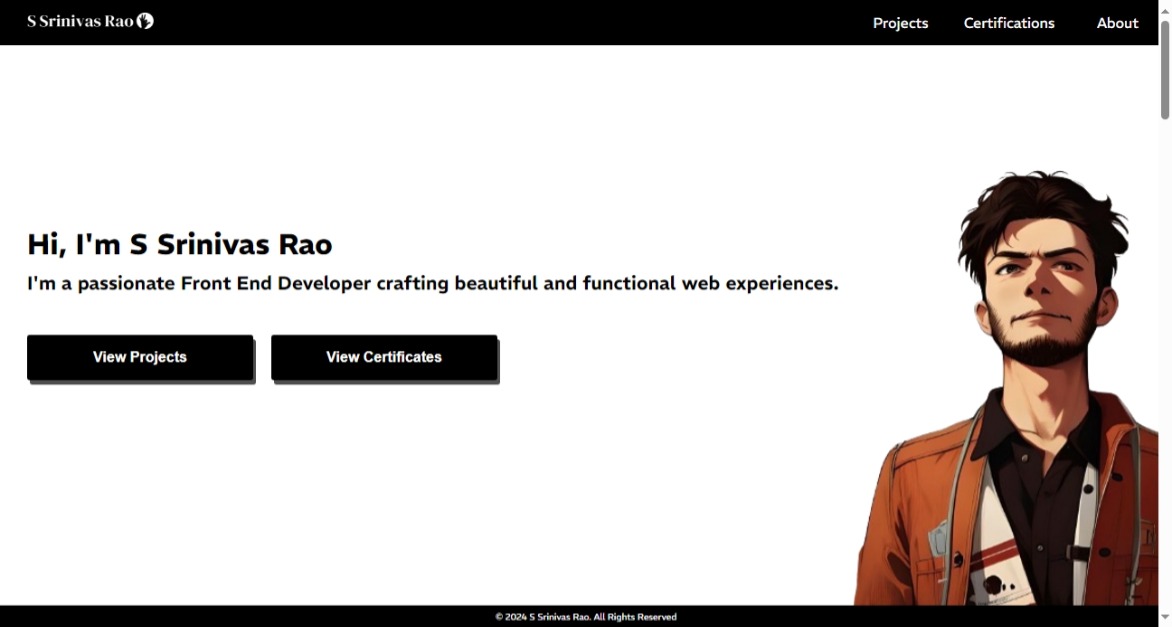 S Srinivas Rao
Projects Certifications About
Hi, I'm S Srinivas Rao
I'm a passionate Front End Developer crafting beautiful and functional web experiences.
View Projects View Certificates
© 2024 S Srinivas Rao. All Rights Reserved